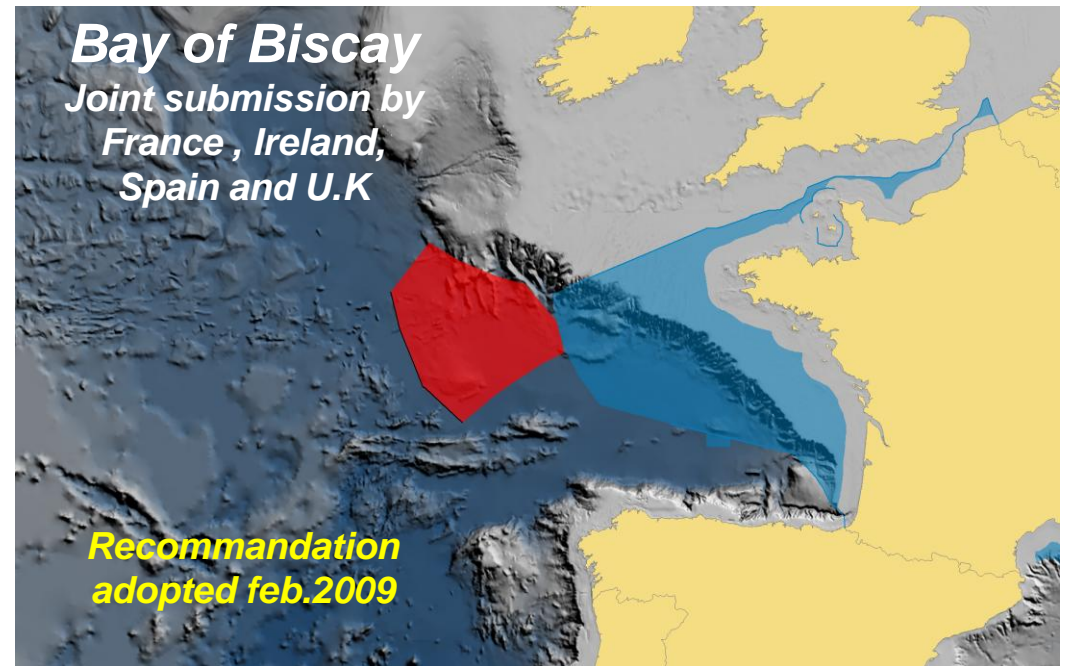 Bay of Biscay
Joint submission by
France , Ireland,
Spain and U.K
Recommandation
adopted feb.2009